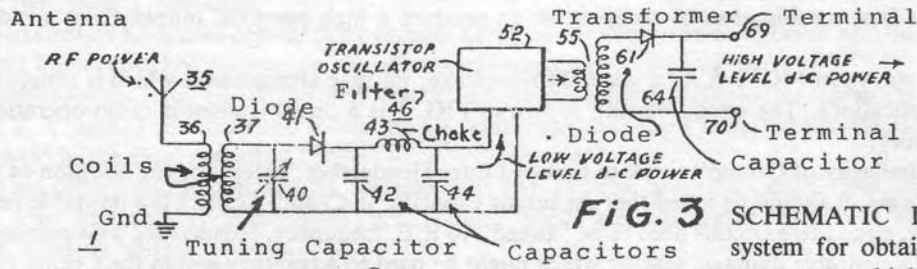 Antenna
RF POWER
35
36
37
Coils
Gnd
1
Diode
41
40
Tuning Capacitor
TRANSISTOR
OSCILLATOR
Filter
46
43
Choke
42
44
Capacitors
52
LOW VOLTAGE
LEVEL d-C POWER
Transformer
55
61
Diode
64
Capacitor
69
Terminal
HIGH VOLTAGE
LEVEL d-C POWER
70
Terminal
FIG. 3
SCHEMATIC
system for obtain